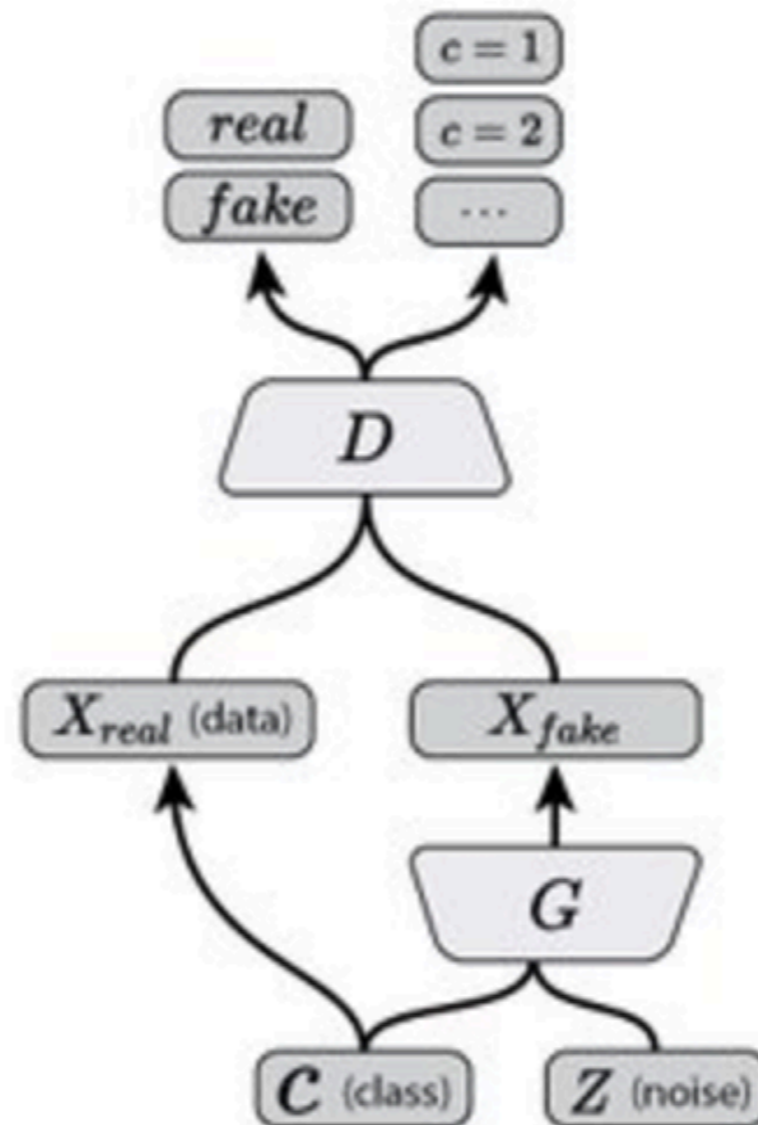 c = 1
real
c = 2
fake
...
D
X_real (data)
X_fake
G
C (class)
Z (noise)